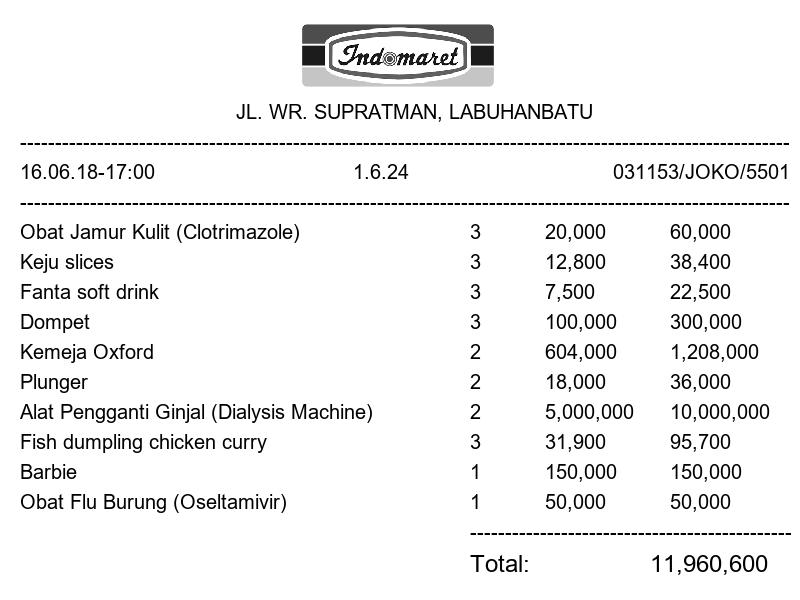 Indomaret
JL. WR. SUPRATMAN, LABUHANBATU
--------------------------------------------------------------------------------
16.06.18-17:00 1.6.24 031153/JOKO/5501
--------------------------------------------------------------------------------
Obat Jamur Kulit (Clotrimazole) 3 20,000 60,000
Keju slices 3 12,800 38,400
Fanta soft drink 3 7,500 22,500
Dompet 3 100,000 300,000
Kemeja Oxford 2 604,000 1,208,000
Plunger 2 18,000 36,000
Alat Pengganti Ginjal (Dialysis Machine) 2 5,000,000 10,000,000
Fish dumpling chicken curry 3 31,900 95,700
Barbie 1 150,000 150,000
Obat Flu Burung (Oseltamivir) 1 50,000 50,000
----------------------------------------------
Total: 11,960,600